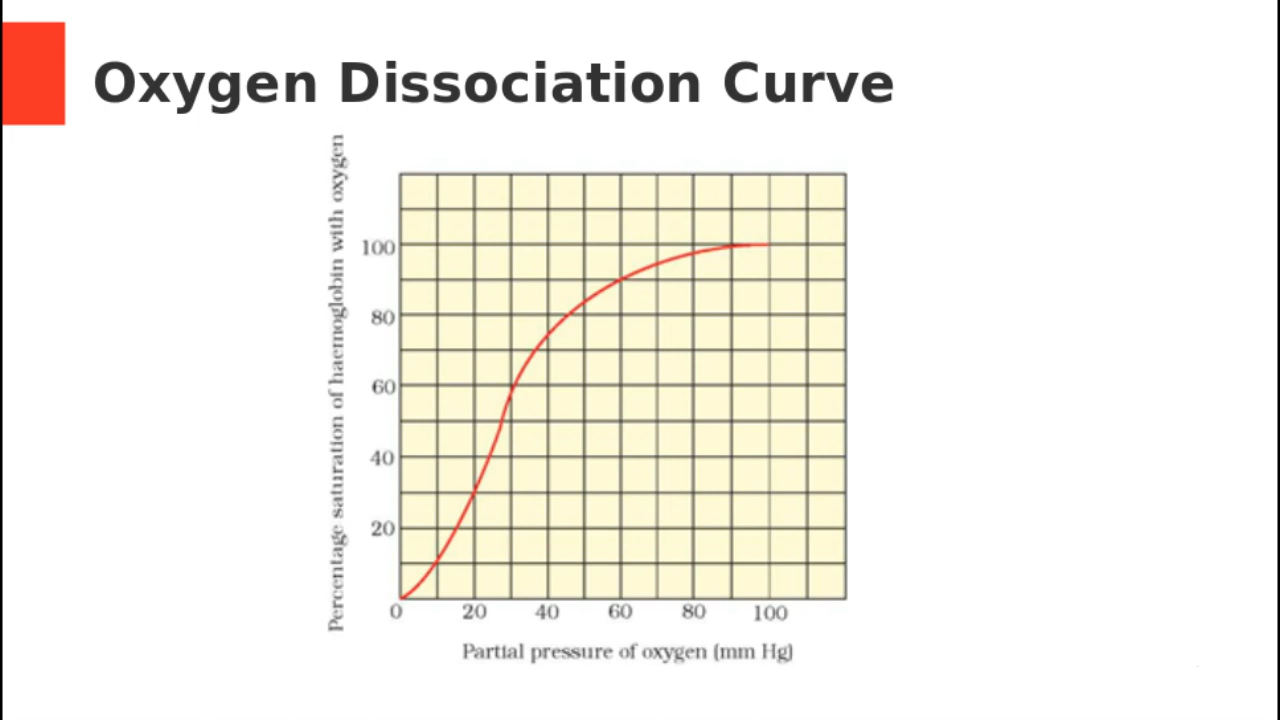 Oxygen Dissociation Curve
Percentage saturation of haemoglobin with oxygen
100
80
60
40
20
0 20 40 60 80 100
Partial pressure of oxygen (mm Hg)